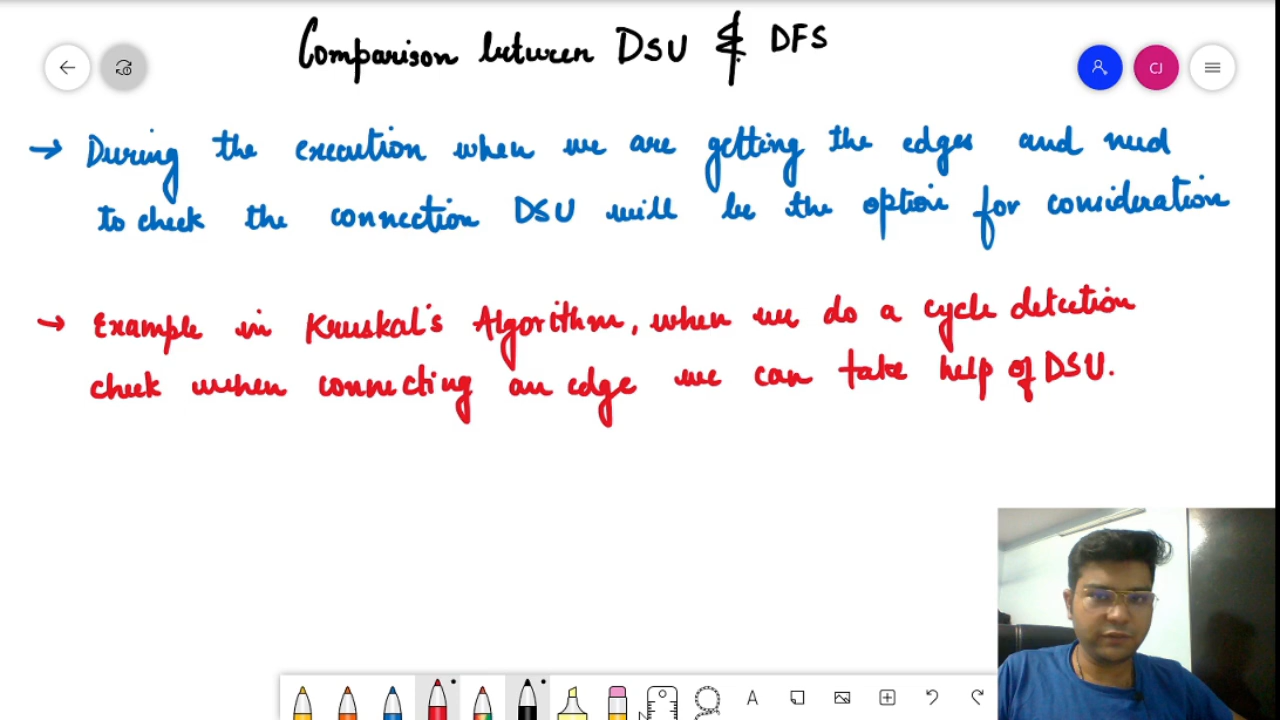 Comparison between DSU & DFS
CJ
→ During the execution when we are getting the edges and need
to check the connection DSU will be the option for consideration
→ Example in Kruskal's Algorithm, when we do a cycle detection
check when connecting an edge we can take help of DSU.
A